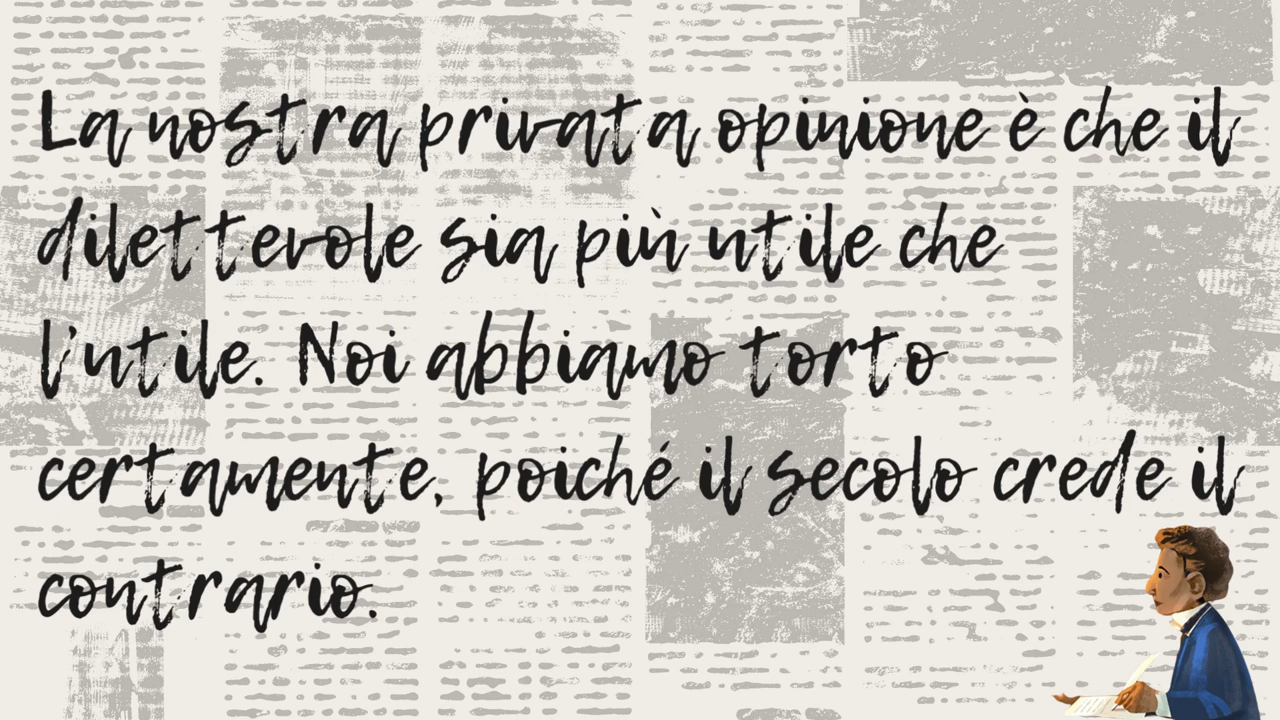 La nostra privata opinione è che il
dilettevole sia più utile che
l'utile. Noi abbiamo torto
certamente, poiché il secolo crede il
contrario.